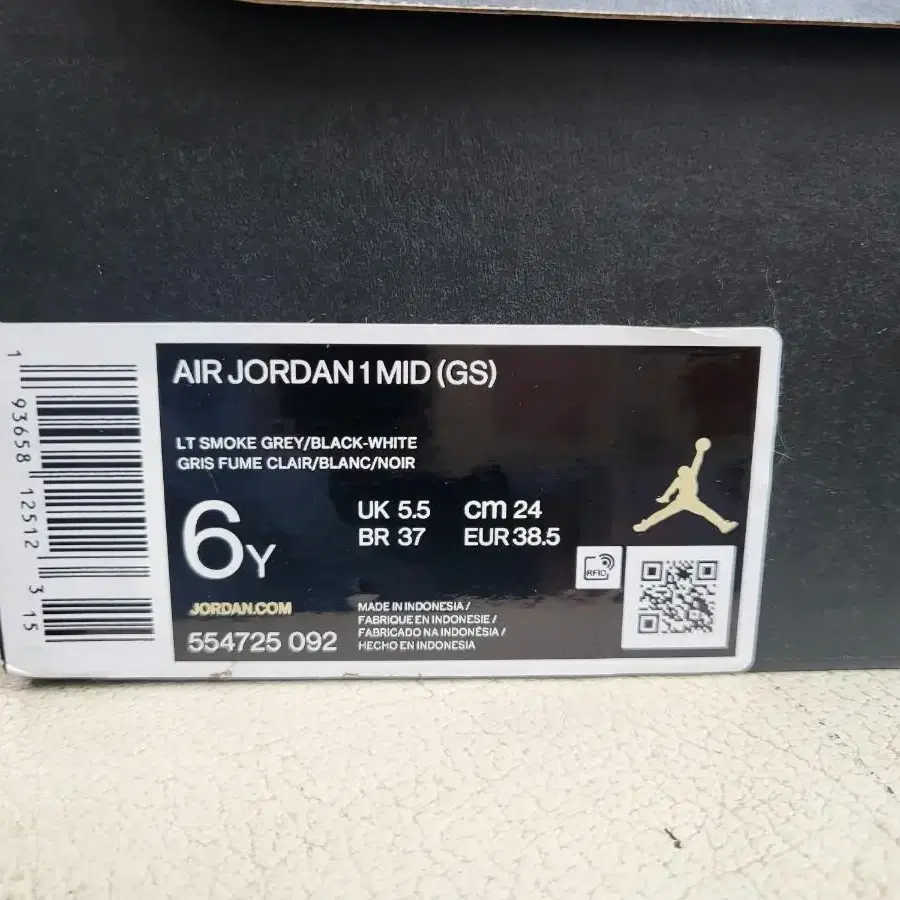 AIR JORDAN 1 MID (GS)
LT SMOKE GREY/BLACK-WHITE
GRIS FUME CLAIR/BLANC/NOIR
6Y
UK 5.5 cm 24
BR 37 EUR 38.5
RFID
JORDAN.COM
554725 092
MADE IN INDONESIA /
FABRIQUE EN INDONESIE /
FABRICADO NA INDONÉSIA /
HECHO EN INDONESIA
1 93658 12512 3 15